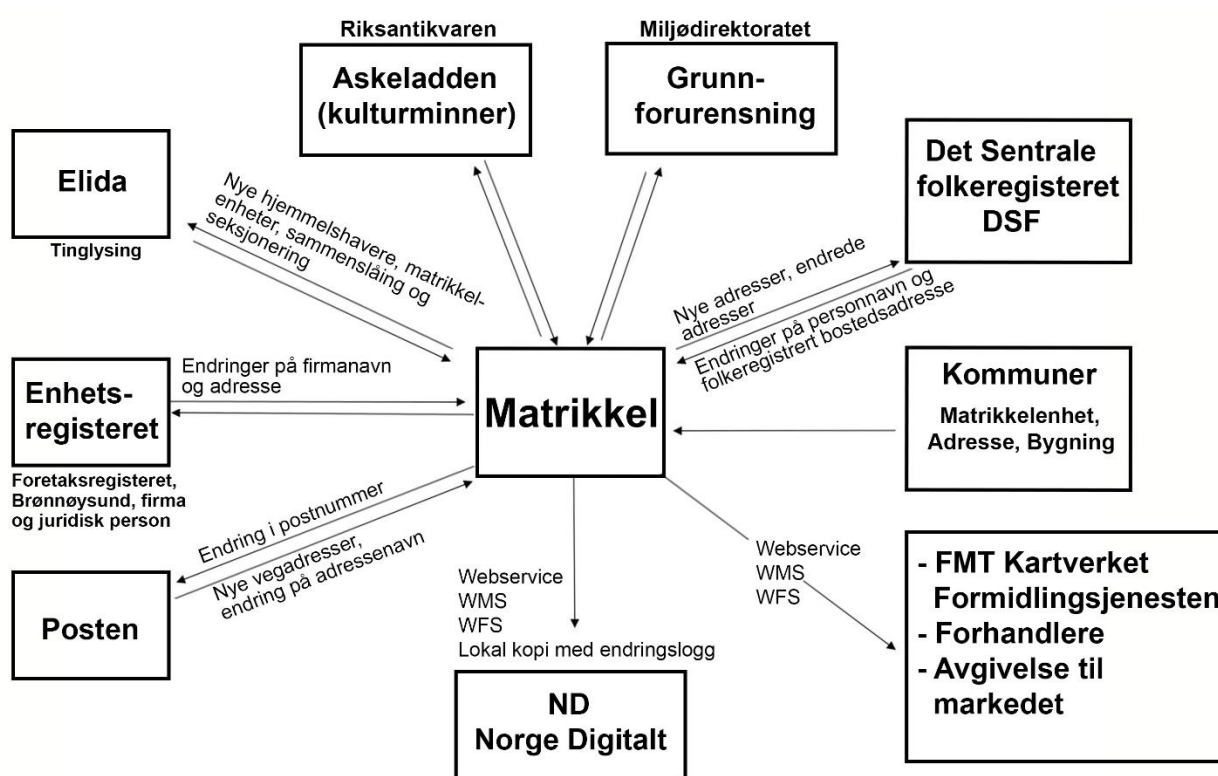 Riksantikvaren
Askeladden
(kulturminner)
Miljødirektoratet
Grunn-
forurensning
Elida
Tinglysing
Nye hjemmelshavere, matrikkel-
enheter, sammenslåing og
seksjonering
Det Sentrale
folkeregisteret
DSF
Nye adresser, endrede
adresser
Endringer på personnavn og
folkeregistrert bostedsadresse
Enhets-
registeret
Foretaksregisteret,
Brønnøysund, firma
og juridisk person
Endringer på firmanavn
og adresse
Matrikkel
Kommuner
Matrikkelenhet,
Adresse, Bygning
Posten
Endring i postnummer
Nye vegadresser,
endring på adressenavn
Webservice
WMS
WFS
Lokal kopi med endringslogg
ND
Norge Digitalt
Webservice
WMS
WFS
- FMT Kartverket
Formidlingsjenesten
- Forhandlere
- Avgivelse til
markedet